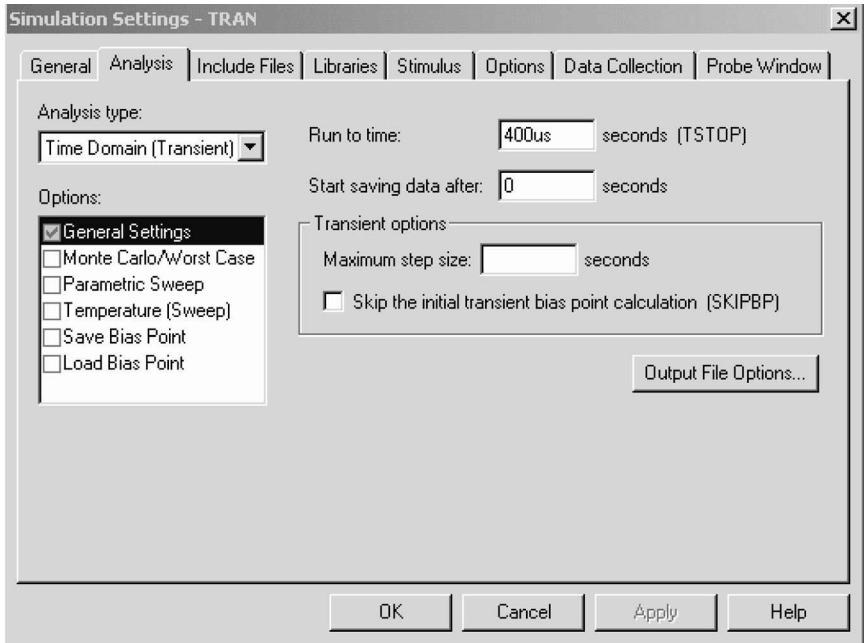 Simulation Settings - TRAN
General Analysis Include Files Libraries Stimulus Options Data Collection Probe Window
Analysis type:
Time Domain (Transient)
Options:
General Settings
Monte Carlo/Worst Case
Parametric Sweep
Temperature (Sweep)
Save Bias Point
Load Bias Point
Run to time: 400us seconds (TSTOP)
Start saving data after: 0 seconds
Transient options
Maximum step size: seconds
Skip the initial transient bias point calculation (SKIPBP)
Output File Options...
OK Cancel Apply Help